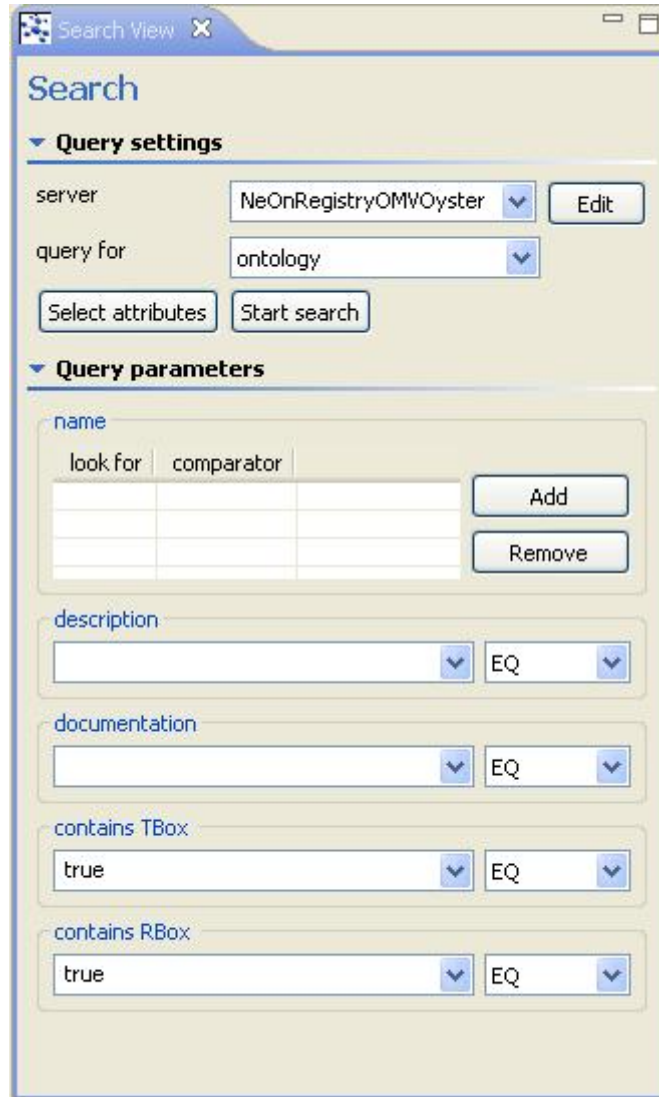 Search View
Search
Query settings
server NeOnRegistryOMVOyster Edit
query for ontology
Select attributes Start search
Query parameters
name
look for comparator
Add
Remove
description
EQ
documentation
EQ
contains TBox
true EQ
contains RBox
true EQ